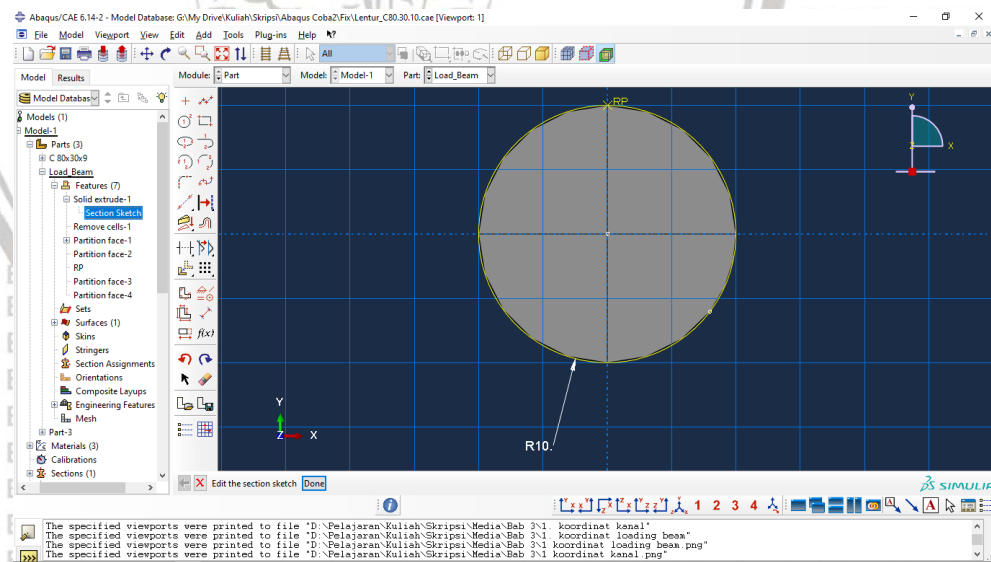 Abaqus/CAE 6.14-2 - Model Database: G:\My Drive\Kuliah\Skripsi\Abaqus Coba2\Fix\Lentur_C80.30.10.cae [Viewport: 1]
File Model Viewport View Edit Add Tools Plug-ins Help
All
Model Results
Module: Part Model: Model-1 Part: Load_Beam
Model Databas
Models (1)
Model-1
Parts (3)
C 80x30x9
Load_Beam
Features (7)
Solid extrude-1
Section Sketch
Remove cells-1
Partition face-1
Partition face-2
RP
Partition face-3
Partition face-4
Sets
Surfaces (1)
Skins
Stringers
Section Assignments
Orientations
Composite Layups
Engineering Features
Mesh
Part-3
Materials (3)
Calibrations
Sections (1)
f(x)
RP
Y
Z X
R10.
Y
Z X
Edit the section sketch Done
SIMULIA
1 2 3 4
The specified viewports were printed to file "D:\Pelajaran\Kuliah\Skripsi\Media\Bab 3\1. koordinat kanal"
The specified viewports were printed to file "D:\Pelajaran\Kuliah\Skripsi\Media\Bab 3\1. koordinat loading beam"
The specified viewports were printed to file "D:\Pelajaran\Kuliah\Skripsi\Media\Bab 3\1 koordinat loading beam.png"
The specified viewports were printed to file "D:\Pelajaran\Kuliah\Skripsi\Media\Bab 3\1 koordinat kanal.png"
>>>